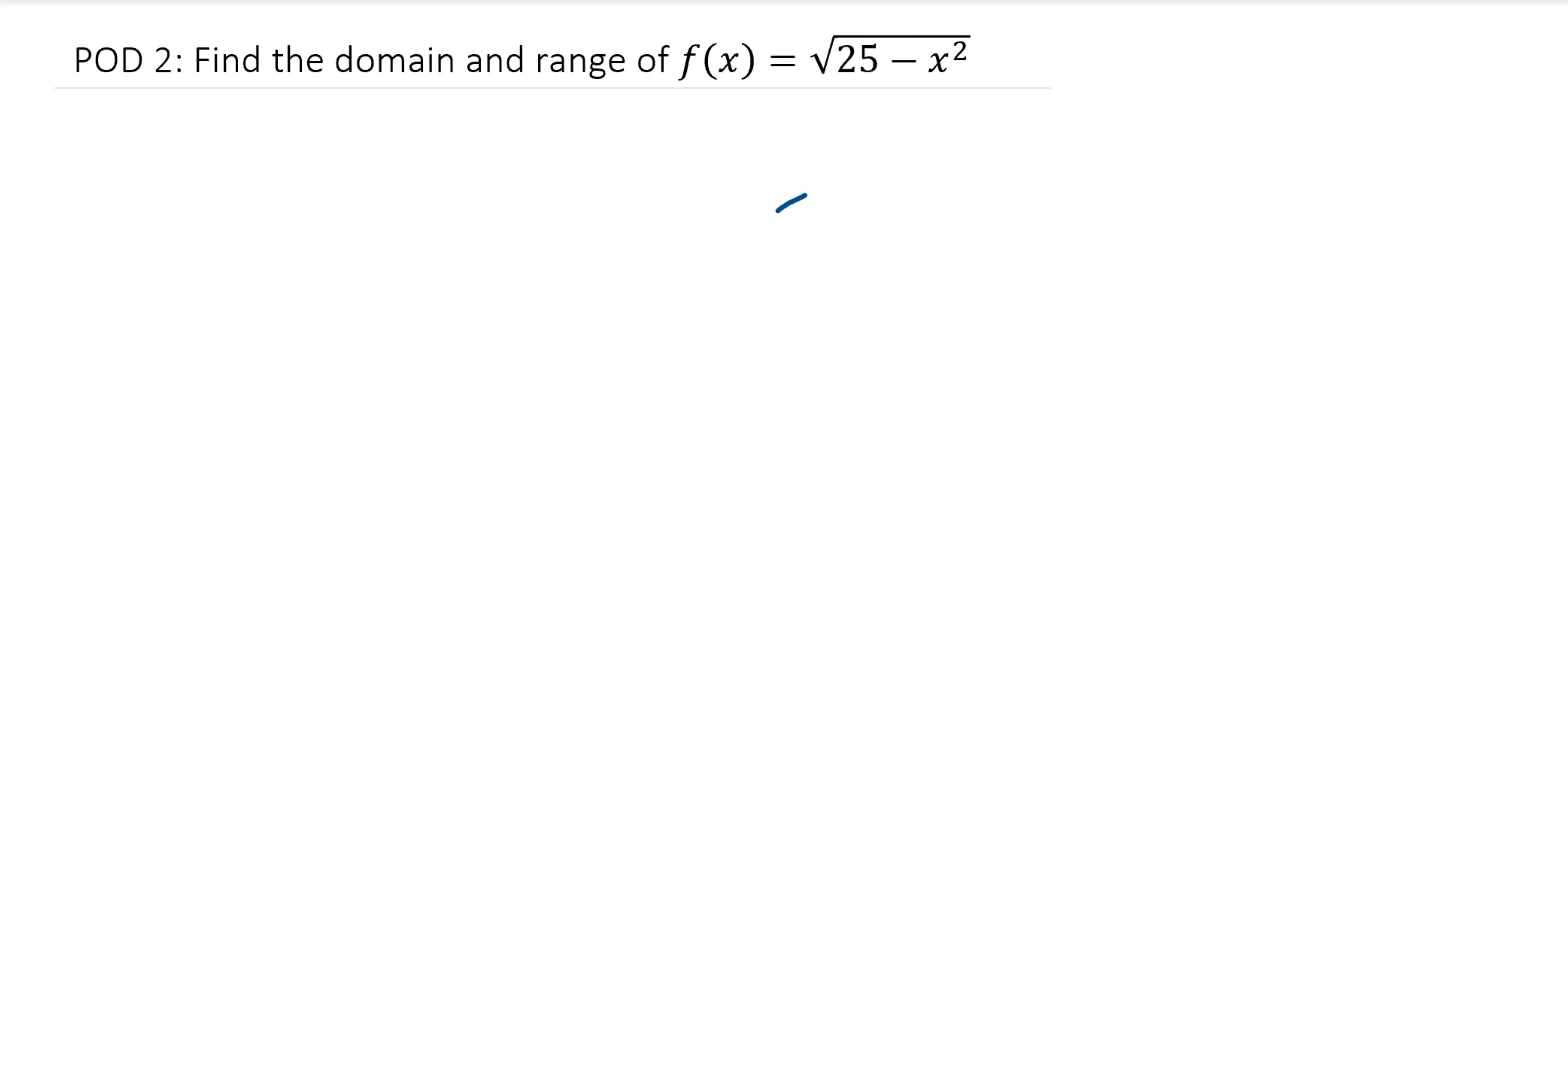 POD 2: Find the domain and range of f(x) = √25 − x²